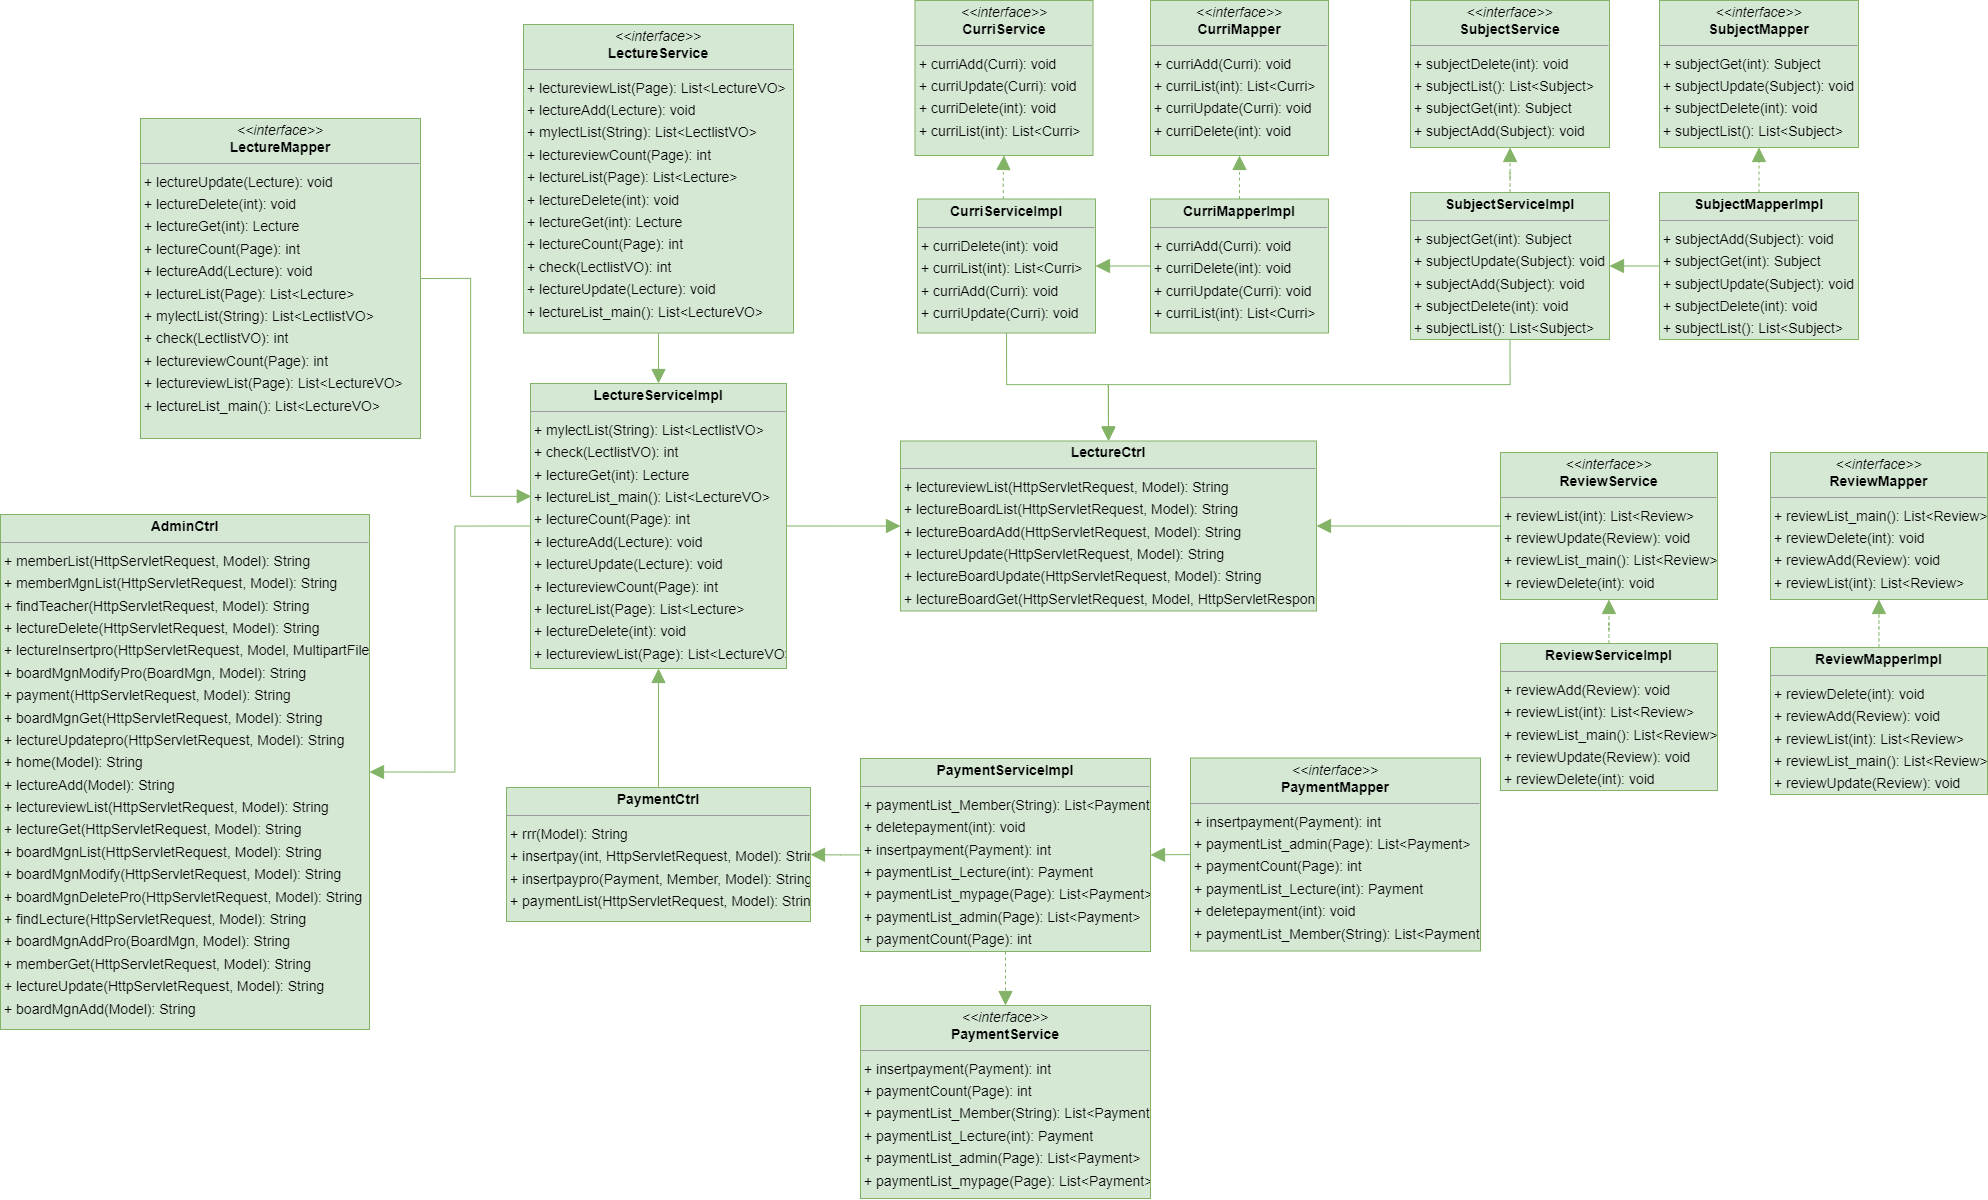 <<interface>>
LectureMapper
+ lectureUpdate(Lecture): void
+ lectureDelete(int): void
+ lectureGet(int): Lecture
+ lectureCount(Page): int
+ lectureAdd(Lecture): void
+ lectureList(Page): List<Lecture>
+ mylectList(String): List<LectlistVO>
+ check(LectlistVO): int
+ lectureviewCount(Page): int
+ lectureviewList(Page): List<LectureVO>
+ lectureList_main(): List<LectureVO>
<<interface>>
LectureService
+ lectureviewList(Page): List<LectureVO>
+ lectureAdd(Lecture): void
+ mylectList(String): List<LectlistVO>
+ lectureviewCount(Page): int
+ lectureList(Page): List<Lecture>
+ lectureDelete(int): void
+ lectureGet(int): Lecture
+ lectureCount(Page): int
+ check(LectlistVO): int
+ lectureUpdate(Lecture): void
+ lectureList_main(): List<LectureVO>
<<interface>>
CurriService
+ curriAdd(Curri): void
+ curriUpdate(Curri): void
+ curriDelete(int): void
+ curriList(int): List<Curri>
<<interface>>
CurriMapper
+ curriAdd(Curri): void
+ curriList(int): List<Curri>
+ curriUpdate(Curri): void
+ curriDelete(int): void
<<interface>>
SubjectService
+ subjectDelete(int): void
+ subjectList(): List<Subject>
+ subjectGet(int): Subject
+ subjectAdd(Subject): void
<<interface>>
SubjectMapper
+ subjectGet(int): Subject
+ subjectUpdate(Subject): void
+ subjectDelete(int): void
+ subjectList(): List<Subject>
CurriServiceImpl
+ curriDelete(int): void
+ curriList(int): List<Curri>
+ curriAdd(Curri): void
+ curriUpdate(Curri): void
CurriMapperImpl
+ curriAdd(Curri): void
+ curriDelete(int): void
+ curriUpdate(Curri): void
+ curriList(int): List<Curri>
SubjectServiceImpl
+ subjectGet(int): Subject
+ subjectUpdate(Subject): void
+ subjectAdd(Subject): void
+ subjectDelete(int): void
+ subjectList(): List<Subject>
SubjectMapperImpl
+ subjectAdd(Subject): void
+ subjectGet(int): Subject
+ subjectUpdate(Subject): void
+ subjectDelete(int): void
+ subjectList(): List<Subject>
LectureServiceImpl
+ mylectList(String): List<LectlistVO>
+ check(LectlistVO): int
+ lectureGet(int): Lecture
+ lectureList_main(): List<LectureVO>
+ lectureCount(Page): int
+ lectureAdd(Lecture): void
+ lectureUpdate(Lecture): void
+ lectureviewCount(Page): int
+ lectureList(Page): List<Lecture>
+ lectureDelete(int): void
+ lectureviewList(Page): List<LectureVO
LectureCtrl
+ lectureviewList(HttpServletRequest, Model): String
+ lectureBoardList(HttpServletRequest, Model): String
+ lectureBoardAdd(HttpServletRequest, Model): String
+ lectureUpdate(HttpServletRequest, Model): String
+ lectureBoardUpdate(HttpServletRequest, Model): String
+ lectureBoardGet(HttpServletRequest, Model, HttpServletRespon
<<interface>>
ReviewService
+ reviewList(int): List<Review>
+ reviewUpdate(Review): void
+ reviewList_main(): List<Review>
+ reviewDelete(int): void
<<interface>>
ReviewMapper
+ reviewList_main(): List<Review>
+ reviewDelete(int): void
+ reviewAdd(Review): void
+ reviewList(int): List<Review>
AdminCtrl
+ memberList(HttpServletRequest, Model): String
+ memberMgnList(HttpServletRequest, Model): String
+ findTeacher(HttpServletRequest, Model): String
+ lectureDelete(HttpServletRequest, Model): String
+ lectureInsertpro(HttpServletRequest, Model, MultipartFile
+ boardMgnModifyPro(BoardMgn, Model): String
+ payment(HttpServletRequest, Model): String
+ boardMgnGet(HttpServletRequest, Model): String
+ lectureUpdatepro(HttpServletRequest, Model): String
+ home(Model): String
+ lectureAdd(Model): String
+ lectureviewList(HttpServletRequest, Model): String
+ lectureGet(HttpServletRequest, Model): String
+ boardMgnList(HttpServletRequest, Model): String
+ boardMgnModify(HttpServletRequest, Model): String
+ boardMgnDeletePro(HttpServletRequest, Model): String
+ findLecture(HttpServletRequest, Model): String
+ boardMgnAddPro(BoardMgn, Model): String
+ memberGet(HttpServletRequest, Model): String
+ lectureUpdate(HttpServletRequest, Model): String
+ boardMgnAdd(Model): String
ReviewServiceImpl
+ reviewAdd(Review): void
+ reviewList(int): List<Review>
+ reviewList_main(): List<Review>
+ reviewUpdate(Review): void
+ reviewDelete(int): void
ReviewMapperImpl
+ reviewDelete(int): void
+ reviewAdd(Review): void
+ reviewList(int): List<Review>
+ reviewList_main(): List<Review>
+ reviewUpdate(Review): void
PaymentCtrl
+ rrr(Model): String
+ insertpay(int, HttpServletRequest, Model): Strin
+ insertpaypro(Payment, Member, Model): String
+ paymentList(HttpServletRequest, Model): Strin
PaymentServiceImpl
+ paymentList_Member(String): List<Payment
+ deletepayment(int): void
+ insertpayment(Payment): int
+ paymentList_Lecture(int): Payment
+ paymentList_mypage(Page): List<Payment>
+ paymentList_admin(Page): List<Payment>
+ paymentCount(Page): int
<<interface>>
PaymentMapper
+ insertpayment(Payment): int
+ paymentList_admin(Page): List<Payment>
+ paymentCount(Page): int
+ paymentList_Lecture(int): Payment
+ deletepayment(int): void
+ paymentList_Member(String): List<Payment
<<interface>>
PaymentService
+ insertpayment(Payment): int
+ paymentCount(Page): int
+ paymentList_Member(String): List<Payment
+ paymentList_Lecture(int): Payment
+ paymentList_admin(Page): List<Payment>
+ paymentList_mypage(Page): List<Payment>